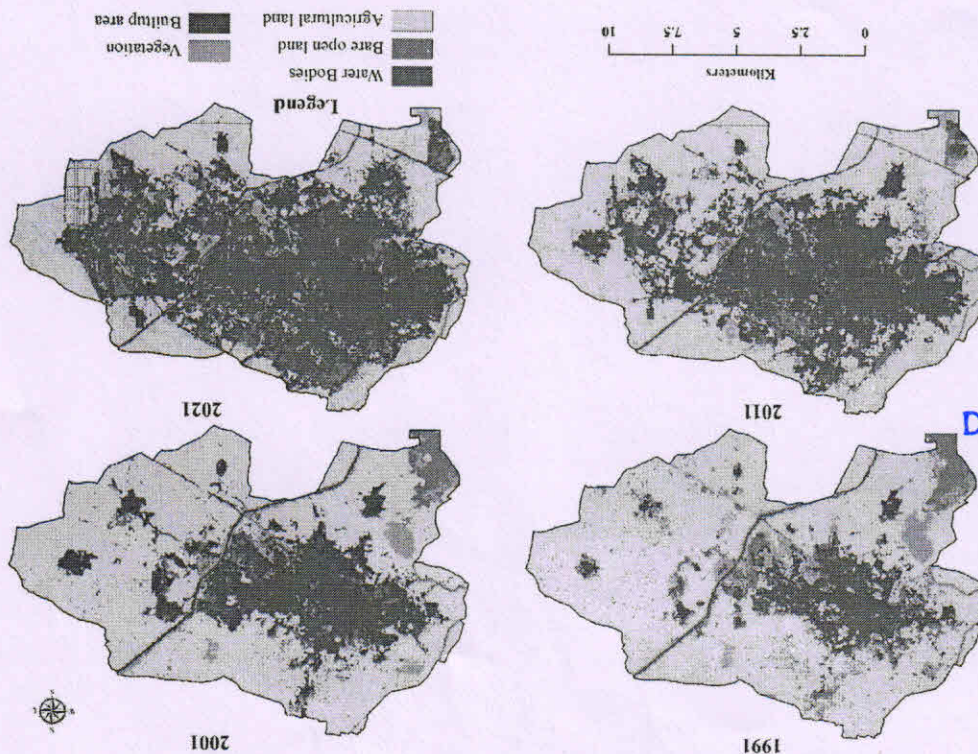 1991
2001
D
2011
2021
Kilometers
0 2.5 5 7.5 10
Legend
Water Bodies
Bare open land
Agricultural land
Vegetation
Builtup area